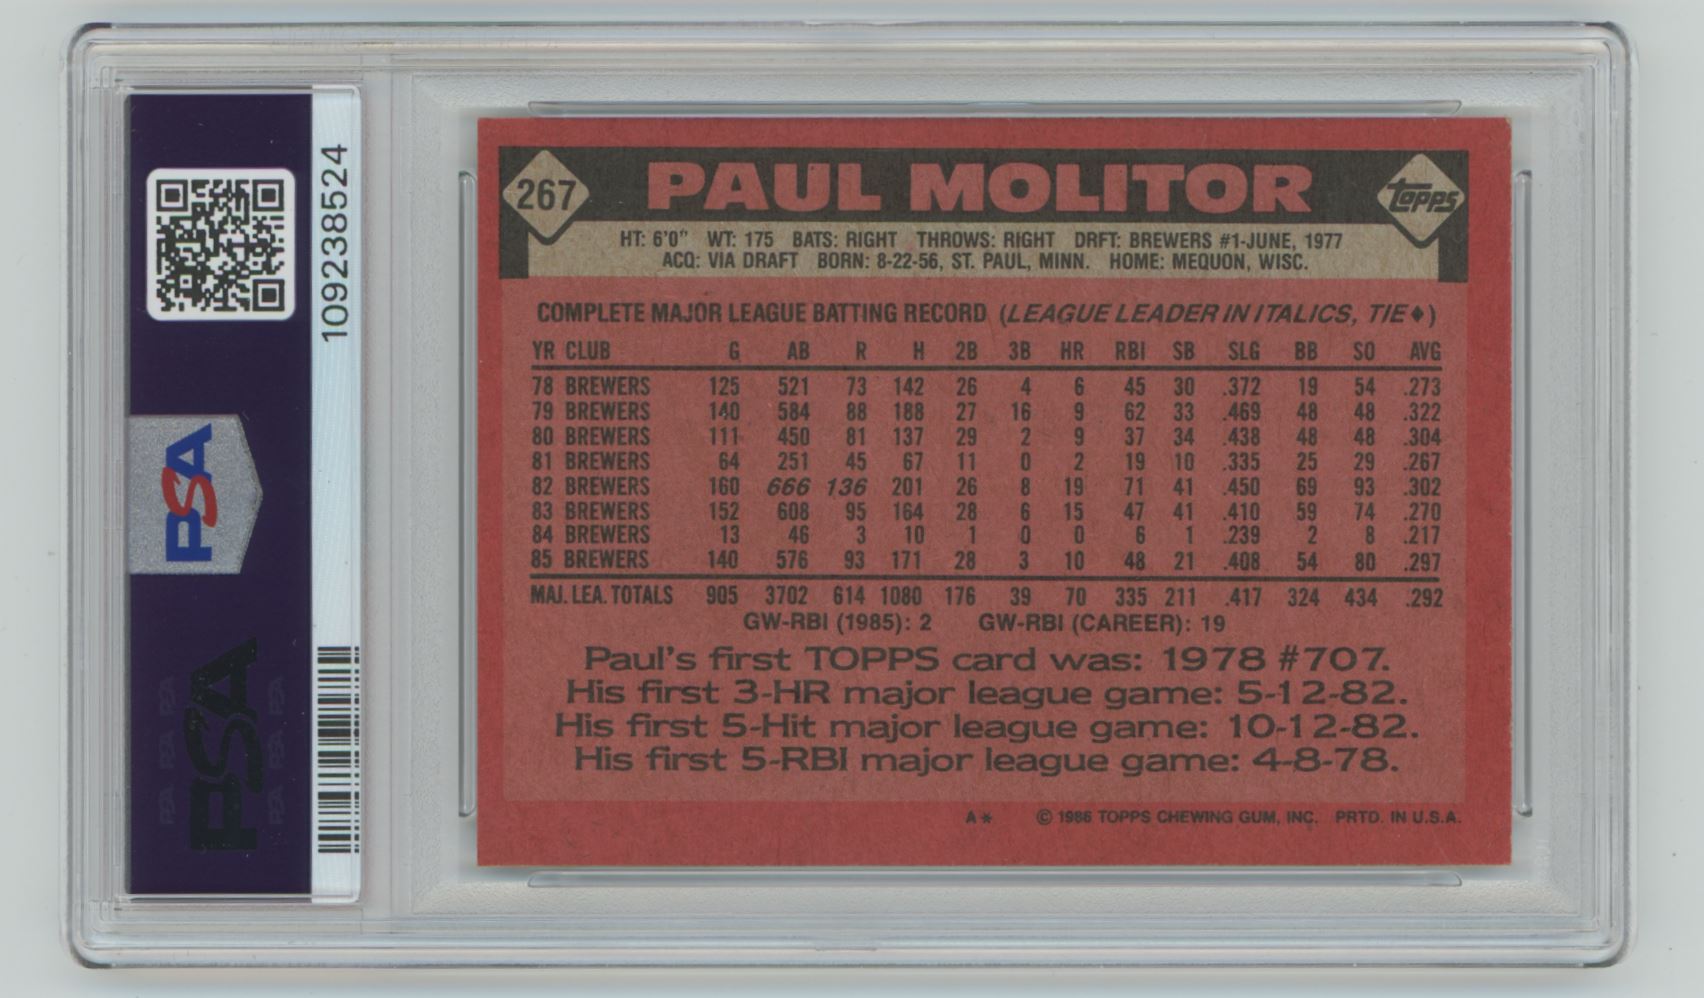 109238524
PSA
PSA
267 PAUL MOLITOR topps
HT: 6'0" WT: 175 BATS: RIGHT THROWS: RIGHT DRFT: BREWERS #1-JUNE, 1977
ACQ: VIA DRAFT BORN: 8-22-56, ST. PAUL, MINN. HOME: MEQUON, WISC.
COMPLETE MAJOR LEAGUE BATTING RECORD (LEAGUE LEADER IN ITALICS, TIE♦)
YR CLUB G AB R H 2B 3B HR RBI SB SLG BB SO AVG
78 BREWERS 125 521 73 142 26 4 6 45 30 .372 19 54 .273
79 BREWERS 140 584 88 188 27 16 9 62 33 .469 48 48 .322
80 BREWERS 111 450 81 137 29 2 9 37 34 .438 48 48 .304
81 BREWERS 64 251 45 67 11 0 2 19 10 .335 25 29 .267
82 BREWERS 160 666 136 201 26 8 19 71 41 .450 69 93 .302
83 BREWERS 152 608 95 164 28 6 15 47 41 .410 59 74 .270
84 BREWERS 13 46 3 10 1 0 0 6 1 .239 2 8 .217
85 BREWERS 140 576 93 171 28 3 10 48 21 .408 54 80 .297
MAJ. LEA. TOTALS 905 3702 614 1080 176 39 70 335 211 .417 324 434 .292
GW-RBI (1985): 2 GW-RBI (CAREER): 19
Paul's first TOPPS card was: 1978 #707.
His first 3-HR major league game: 5-12-82.
His first 5-Hit major league game: 10-12-82.
His first 5-RBI major league game: 4-8-78.
A* © 1986 TOPPS CHEWING GUM, INC. PRTD. IN U.S.A.